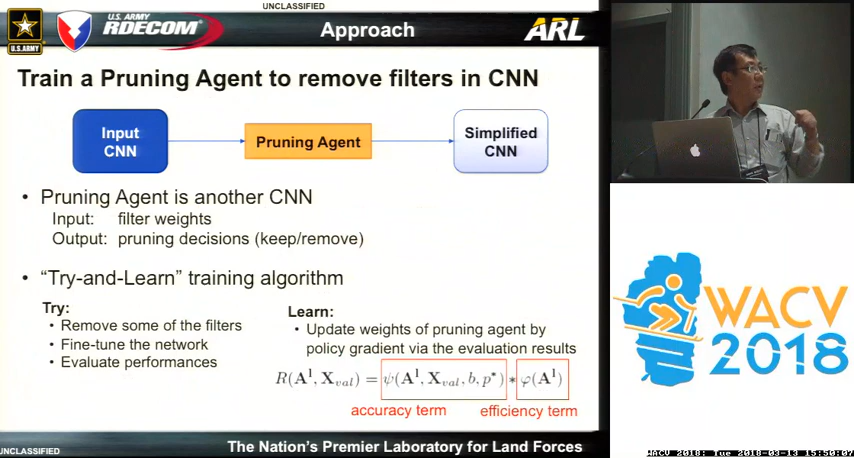 UNCLASSIFIED
U.S. ARMY
U.S. ARMY
RDECOM
Approach
ARL
Train a Pruning Agent to remove filters in CNN
Input
CNN
Pruning Agent
Simplified
CNN
• Pruning Agent is another CNN
Input: filter weights
Output: pruning decisions (keep/remove)
• “Try-and-Learn” training algorithm
Try:
• Remove some of the filters
• Fine-tune the network
• Evaluate performances
Learn:
• Update weights of pruning agent by
policy gradient via the evaluation results
R(A^l, X_val) = ψ(A^l, X_val, b, p*) * φ(A^l)
accuracy term
efficiency term
UNCLASSIFIED
The Nation's Premier Laboratory for Land Forces
WACV
2018
WACV 2018: Tue 2018-03-13 15:50:07